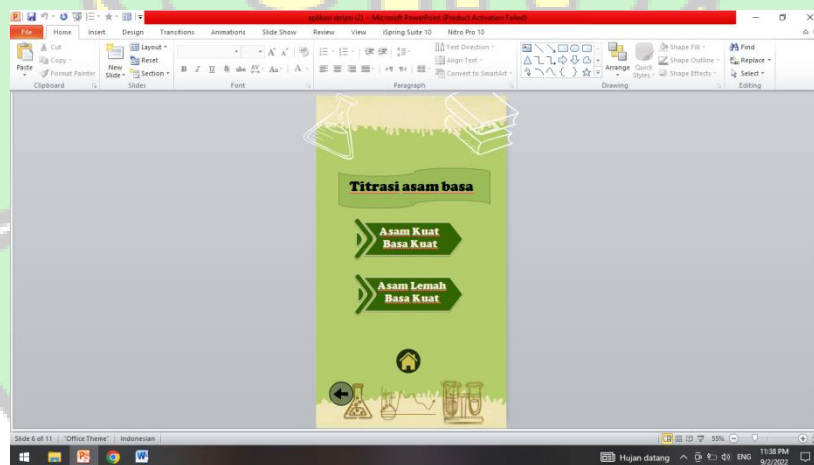 aplikasi skripsi (2) - Microsoft PowerPoint (Product Activation Failed)
File Home Insert Design Transitions Animations Slide Show Review View iSpring Suite 10 Nitro Pro 10
Cut
Copy
Format Painter
Paste
Clipboard
New Slide
Layout
Reset
Section
Slides
Font
Text Direction
Align Text
Convert to SmartArt
Paragraph
Arrange
Quick Styles
Shape Fill
Shape Outline
Shape Effects
Drawing
Find
Replace
Select
Editing
Titrasi asam basa
Asam Kuat
Basa Kuat
Asam Lemah
Basa Kuat
Slide 6 of 11 "Office Theme" Indonesian 55%
Hujan datang ENG 11:38 PM
9/2/2022